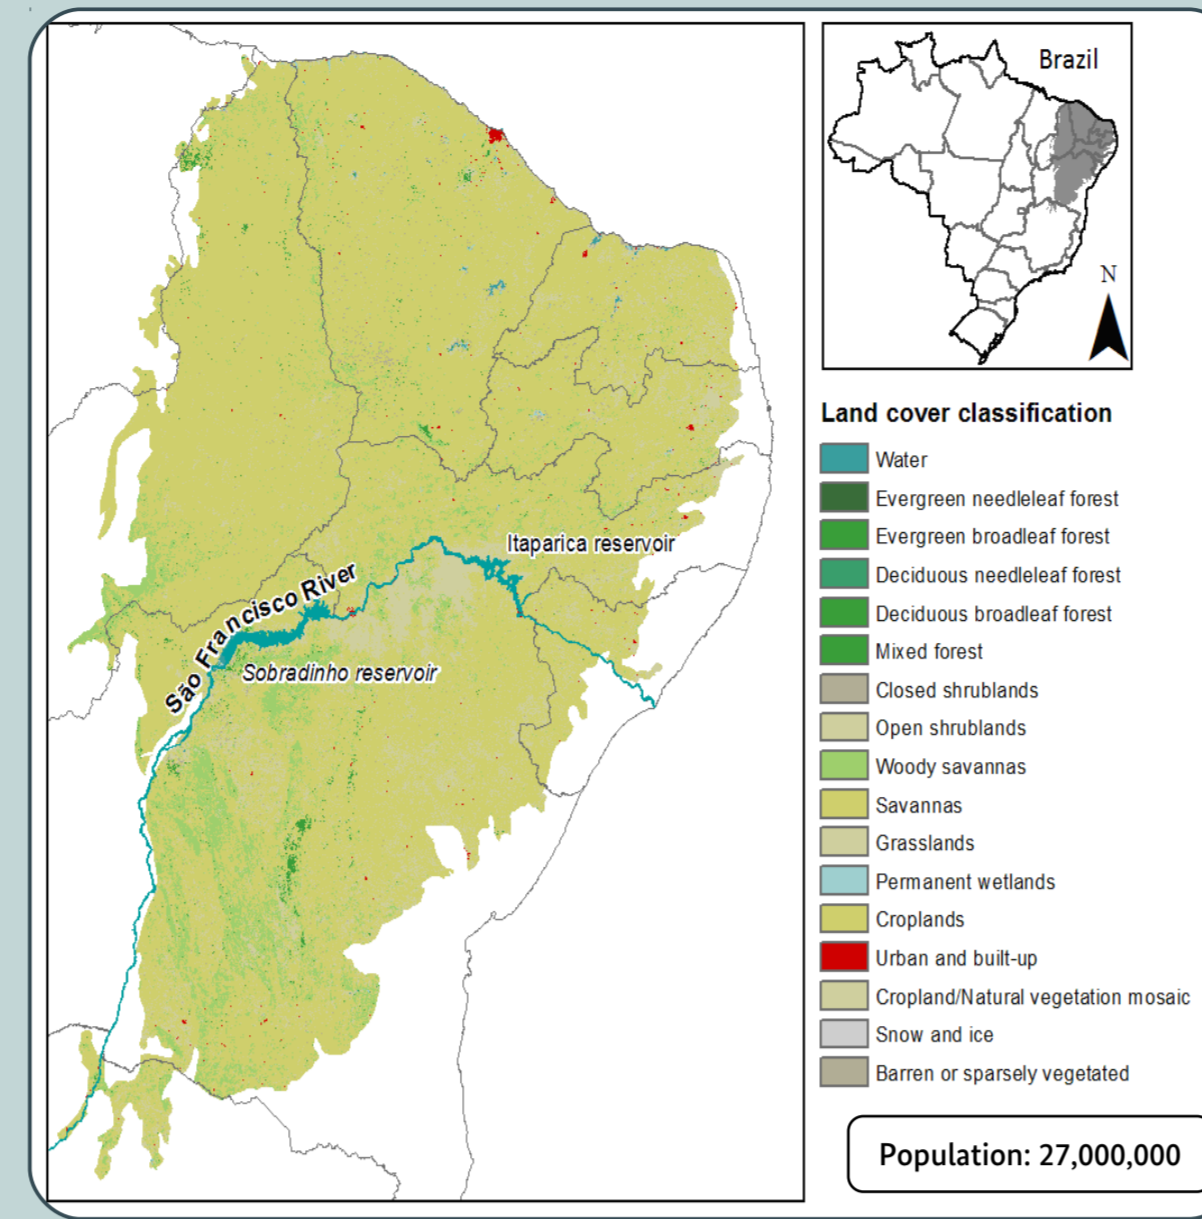 Brazil
N
Itaparica reservoir
São Francisco River
Sobradinho reservoir
Land cover classification
Water
Evergreen needleleaf forest
Evergreen broadleaf forest
Deciduous needleleaf forest
Deciduous broadleaf forest
Mixed forest
Closed shrublands
Open shrublands
Woody savannas
Savannas
Grasslands
Permanent wetlands
Croplands
Urban and built-up
Cropland/Natural vegetation mosaic
Snow and ice
Barren or sparsely vegetated
Population: 27,000,000